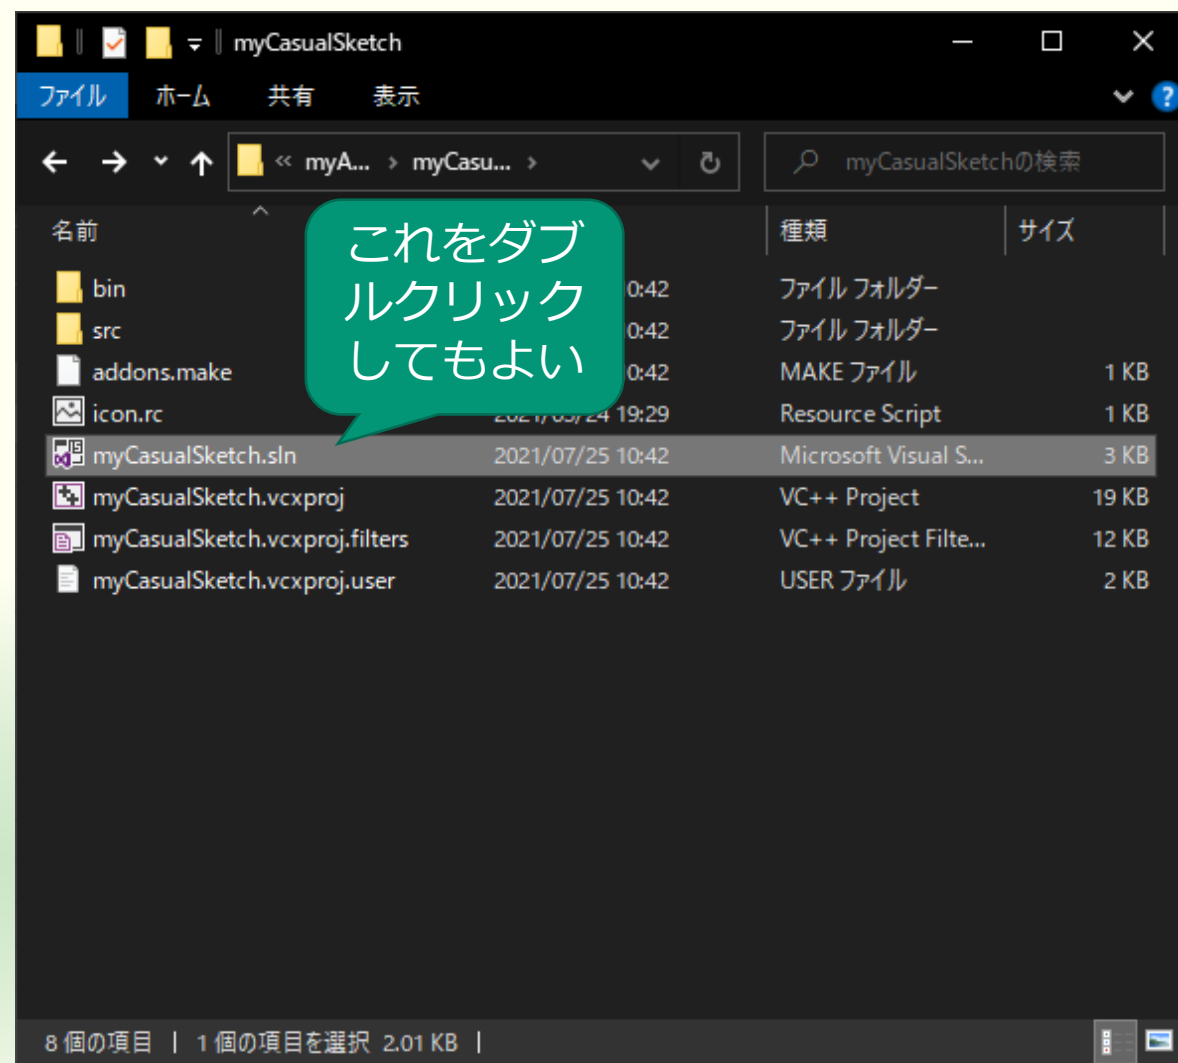 myCasualSketch
ファイル ホーム 共有 表示
« myA... › myCasu... › myCasualSketchの検索
名前 種類 サイズ
これをダブ
ルクリック
してもよい
bin 0:42 ファイル フォルダー
src 0:42 ファイル フォルダー
addons.make 0:42 MAKE ファイル 1 KB
icon.rc 19:29 Resource Script 1 KB
myCasualSketch.sln 2021/07/25 10:42 Microsoft Visual S... 3 KB
myCasualSketch.vcxproj 2021/07/25 10:42 VC++ Project 19 KB
myCasualSketch.vcxproj.filters 2021/07/25 10:42 VC++ Project Filte... 12 KB
myCasualSketch.vcxproj.user 2021/07/25 10:42 USER ファイル 2 KB
8 個の項目 | 1 個の項目を選択 2.01 KB |